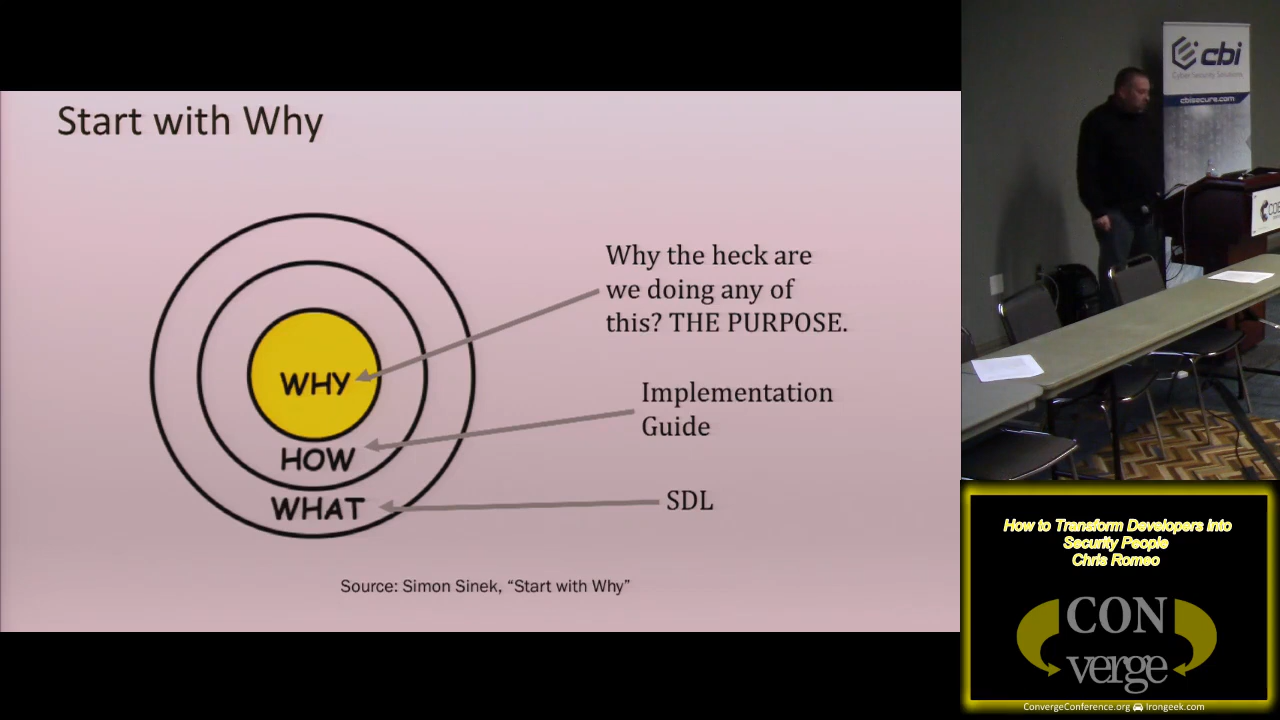 Start with Why
Why the heck are
we doing any of
this? THE PURPOSE.
WHY
Implementation
Guide
HOW
WHAT
SDL
Source: Simon Sinek, “Start with Why”
cbi
Cyber Security Solutions
cbisecure.com
How to Transform Developers Into
Security People
Chris Romeo
CON
verge
ConvergeConference.org Irongeek.com